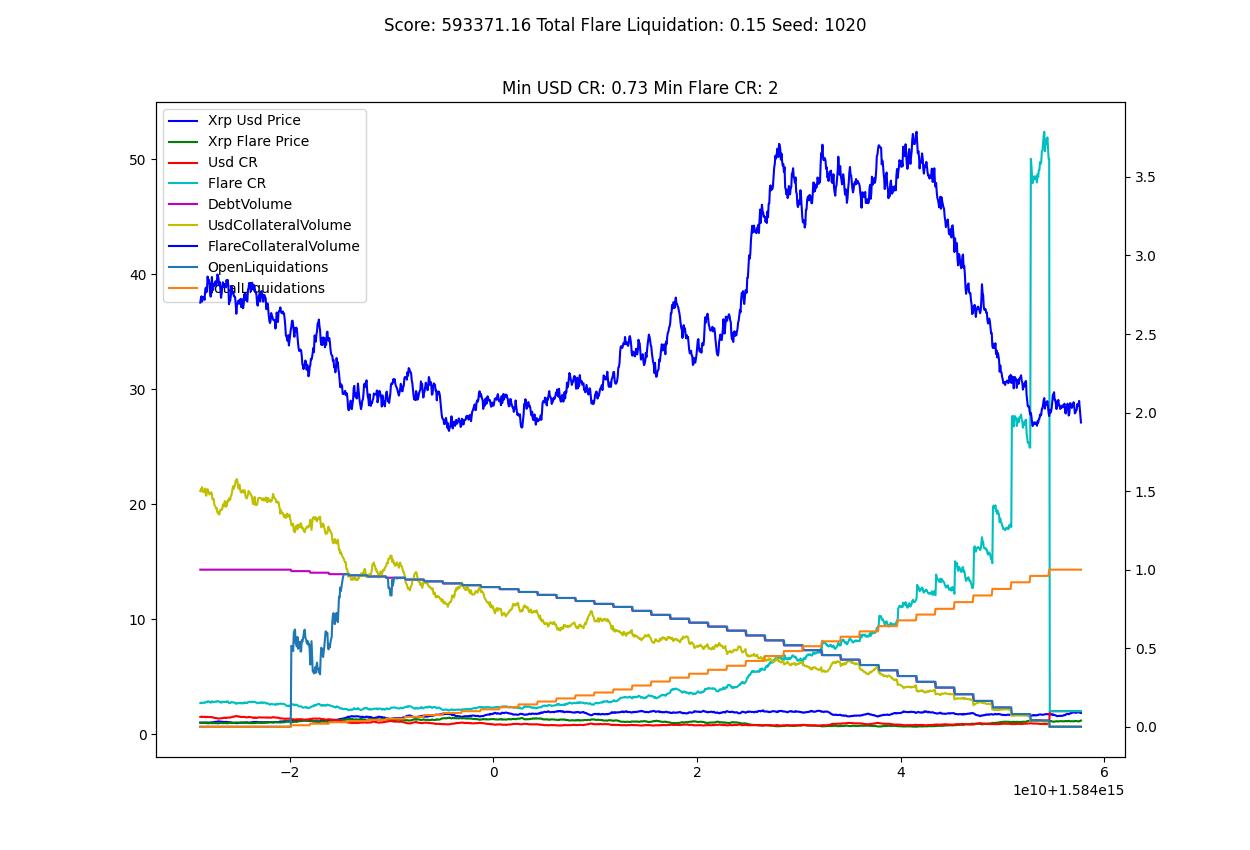 Score: 593371.16 Total Flare Liquidation: 0.15 Seed: 1020
Min USD CR: 0.73 Min Flare CR: 2
Xrp Usd Price
Xrp Flare Price
Usd CR
Flare CR
DebtVolume
UsdCollateralVolume
FlareCollateralVolume
OpenLiquidations
TotalLiquidations
50
40
30
20
10
0
3.5
3.0
2.5
2.0
1.5
1.0
0.5
0.0
−2
0
2
4
6
1e10+1.584e15